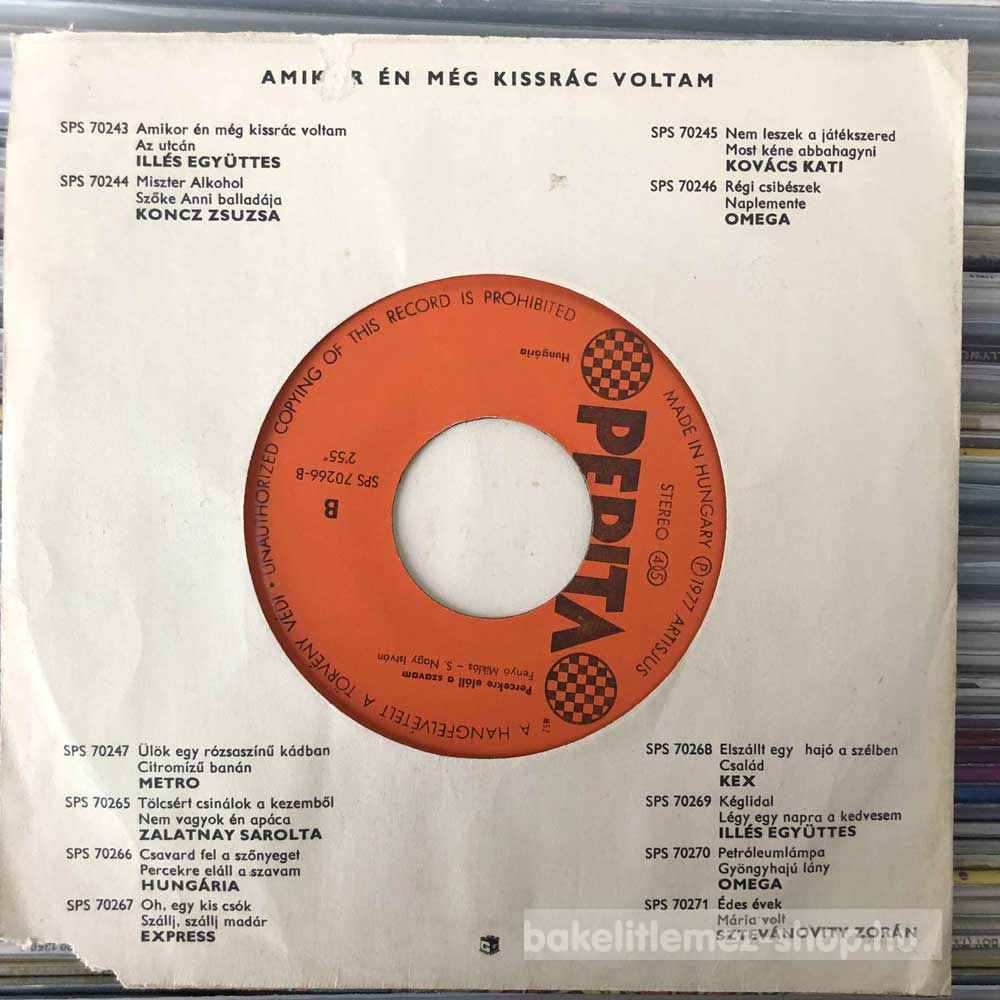 AMIKOR ÉN MÉG KISSRÁC VOLTAM
SPS 70243 Amikor én még kissrác voltam
Az utcán
ILLÉS EGYÜTTES
SPS 70244 Miszter Alkohol
Szőke Anni balladája
KONCZ ZSUZSA
SPS 70245 Nem leszek a játékszered
Most kéne abbahagyni
KOVÁCS KATI
SPS 70246 Régi csibészek
Naplemente
OMEGA
A HANGFELVÉTELT A TÖRVÉNY VÉDI • UNAUTHORIZED COPYING OF THIS RECORD IS PROHIBITED
MADE IN HUNGARY Ⓟ 1977 ARTISJUS
PEPITA
STEREO 45
Hungária
SPS 70266-B
2'55"
B
Percekre eláll a szavam
Fenyő Miklós – S. Nagy István
SPS 70247 Ülök egy rózsaszínű kádban
Citromízű banán
METRO
SPS 70265 Tölcsért csinálok a kezemből
Nem vagyok én apáca
ZALATNAY SAROLTA
SPS 70266 Csavard fel a szőnyeget
Percekre eláll a szavam
HUNGÁRIA
SPS 70267 Oh, egy kis csók
Szállj, szállj madár
EXPRESS
SPS 70268 Elszállt egy hajó a szélben
Család
KEX
SPS 70269 Kéglidal
Légy egy napra a kedvesem
ILLÉS EGYÜTTES
SPS 70270 Petróleumlámpa
Gyöngyhajú lány
OMEGA
SPS 70271 Édes évek
Mária volt
SZTEVÁNOVITY ZORÁN
bakelitlemez-shop.hu